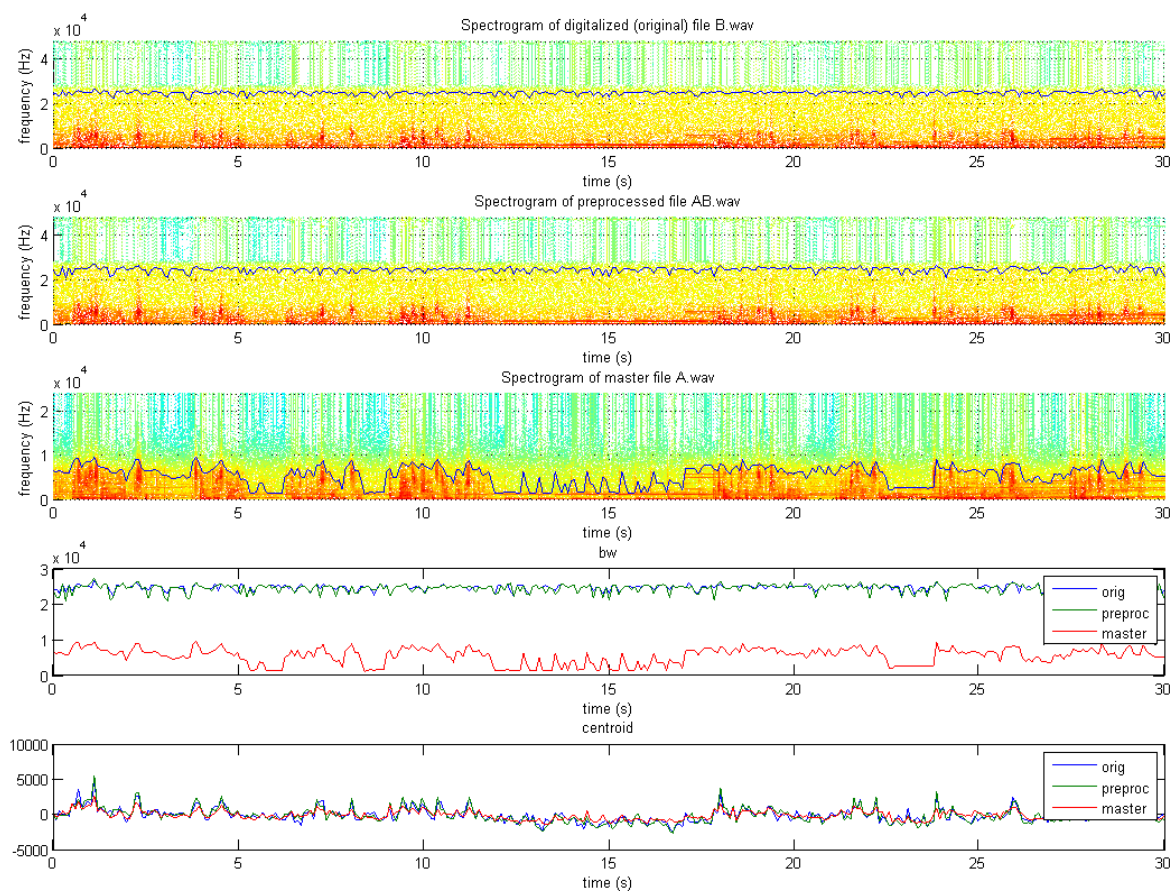 x 10^4
Spectrogram of digitalized (original) file B.wav
frequency (Hz)
4
2
0
0 5 10 15 20 25 30
time (s)
x 10^4
Spectrogram of preprocessed file AB.wav
frequency (Hz)
4
2
0
0 5 10 15 20 25 30
time (s)
x 10^4
Spectrogram of master file A.wav
frequency (Hz)
2
1
0
0 5 10 15 20 25 30
time (s)
x 10^4
bw
3
2
1
0
orig
preproc
master
0 5 10 15 20 25 30
time (s)
centroid
10000
5000
0
-5000
orig
preproc
master
0 5 10 15 20 25 30
time (s)